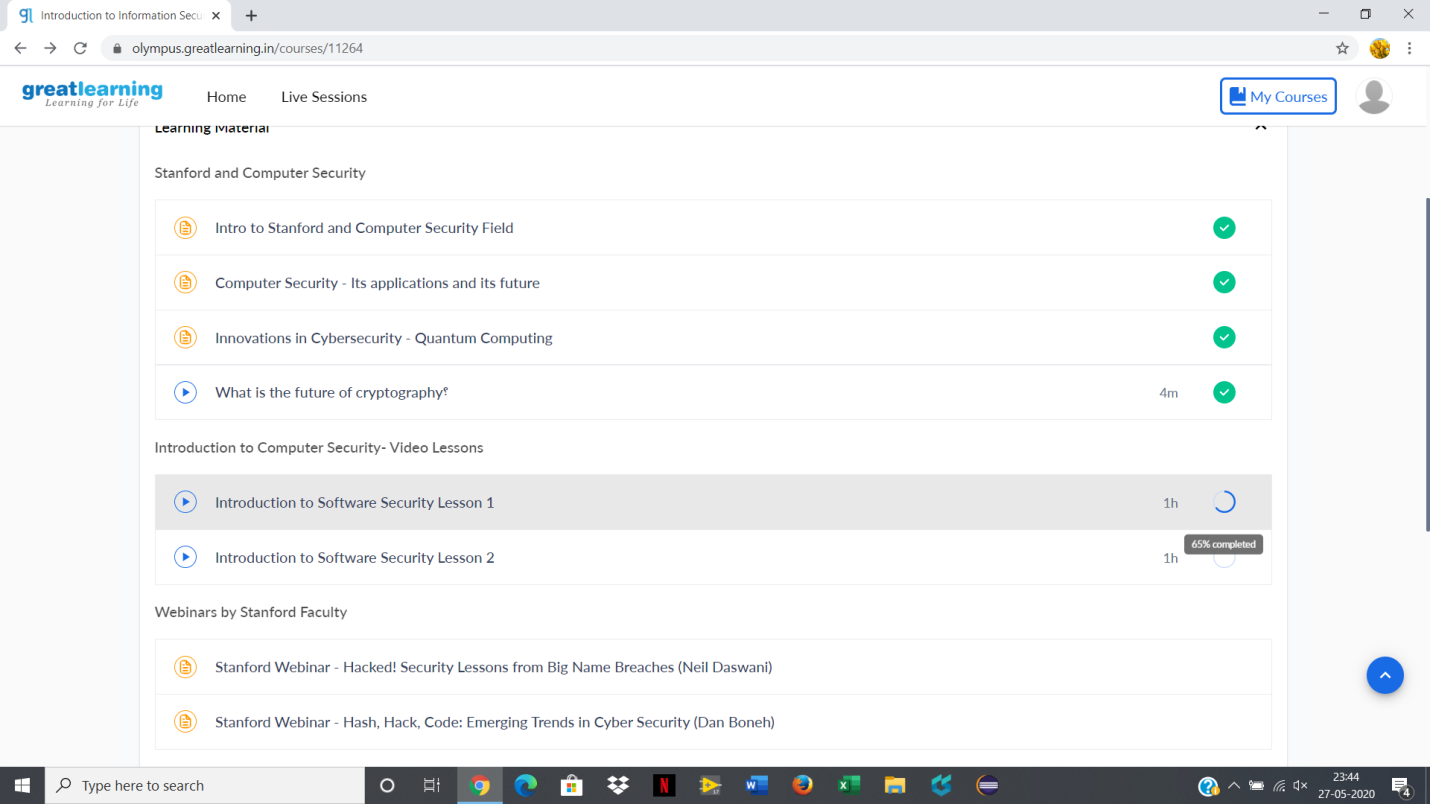 Introduction to Information Secu
olympus.greatlearning.in/courses/11264
greatlearning
Learning for Life
Home
Live Sessions
My Courses
Learning Material
Stanford and Computer Security
Intro to Stanford and Computer Security Field
Computer Security - Its applications and its future
Innovations in Cybersecurity - Quantum Computing
What is the future of cryptography؟
4m
Introduction to Computer Security- Video Lessons
Introduction to Software Security Lesson 1
1h
65% completed
Introduction to Software Security Lesson 2
1h
Webinars by Stanford Faculty
Stanford Webinar - Hacked! Security Lessons from Big Name Breaches (Neil Daswani)
Stanford Webinar - Hash, Hack, Code: Emerging Trends in Cyber Security (Dan Boneh)
Type here to search
23:44
27-05-2020
4